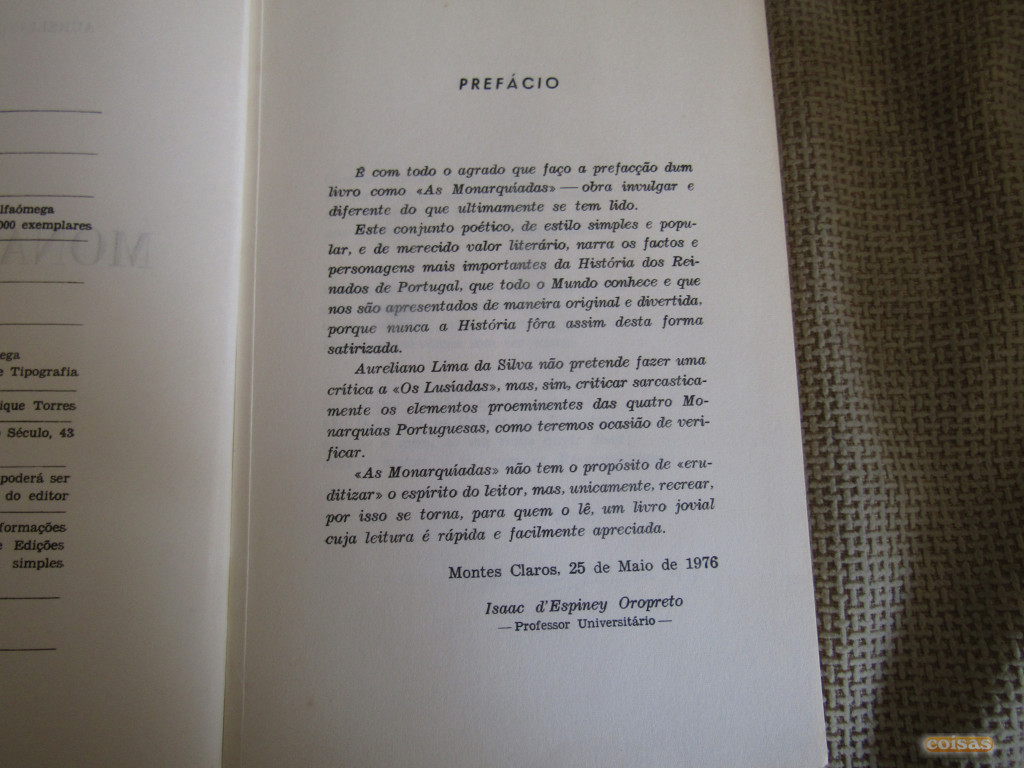 lfaómega
000 exemplares
ega
e Tipografia
ique Torres
Século, 43
poderá ser
do editor
formações
e Edições
simples
PREFÁCIO
É com todo o agrado que faço a prefacção dum
livro como «As Monarquíadas» — obra invulgar e
diferente do que ultimamente se tem lido.
Este conjunto poético, de estilo simples e popu-
lar, e de merecido valor literário, narra os factos e
personagens mais importantes da História dos Rei-
nados de Portugal, que todo o Mundo conhece e que
nos são apresentados de maneira original e divertida,
porque nunca a História fôra assim desta forma
satirizada.
Aureliano Lima da Silva não pretende fazer uma
crítica a «Os Lusíadas», mas, sim, criticar sarcastica-
mente os elementos proeminentes das quatro Mo-
narquias Portuguesas, como teremos ocasião de veri-
ficar.
«As Monarquíadas» não tem o propósito de «eru-
ditizar» o espírito do leitor, mas, unicamente, recrear,
por isso se torna, para quem o lê, um livro jovial
cuja leitura é rápida e facilmente apreciada.
Montes Claros, 25 de Maio de 1976
Isaac d'Espiney Oropreto
— Professor Universitário —
coisas